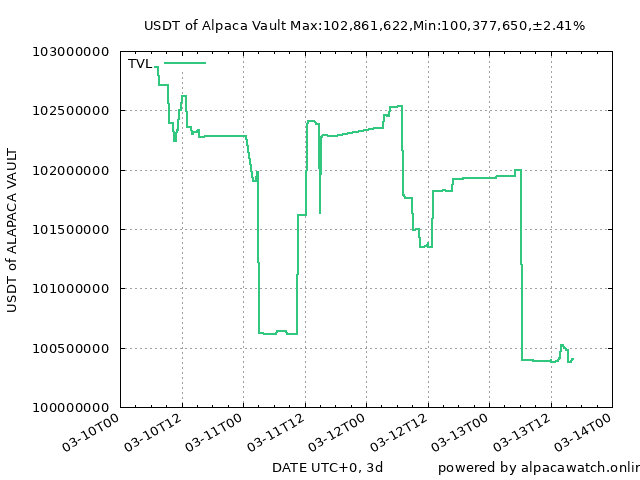 USDT of Alpaca Vault Max:102,861,622,Min:100,377,650,±2.41%
103000000
TVL
102500000
102000000
101500000
101000000
100500000
100000000
USDT of ALAPACA VAULT
03-10T00
03-10T12
03-11T00
03-11T12
03-12T00
03-12T12
03-13T00
03-13T12
03-14T00
DATE UTC+0, 3d
powered by alpacawatch.onlin